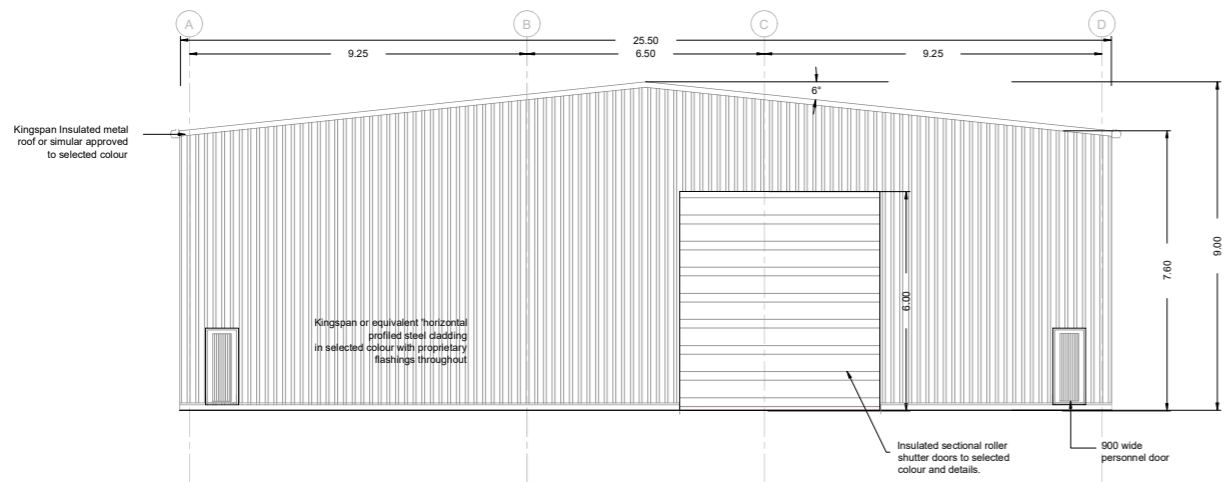 A
B
C
D
25.50
9.25
6.50
9.25
6°
Kingspan Insulated metal
roof or simular approved
to selected colour
9.00
7.60
6.00
Kingspan or equivalent 'horizontal
profiled steel cladding
in selected colour with proprietary
flashings throughout
Insulated sectional roller
shutter doors to selected
colour and details.
900 wide
personnel door